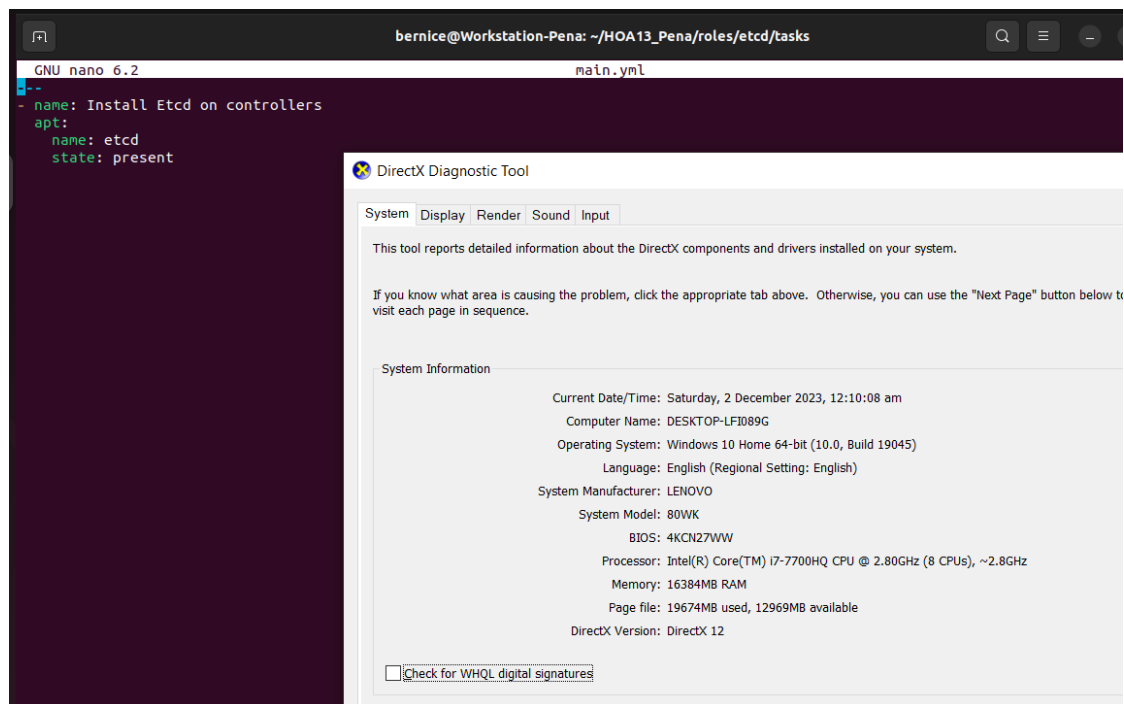 bernice@Workstation-Pena: ~/HOA13_Pena/roles/etcd/tasks
GNU nano 6.2 main.yml
---
- name: Install Etcd on controllers
apt:
name: etcd
state: present
DirectX Diagnostic Tool
System Display Render Sound Input
This tool reports detailed information about the DirectX components and drivers installed on your system.
If you know what area is causing the problem, click the appropriate tab above.  Otherwise, you can use the "Next Page" button below to
visit each page in sequence.
System Information
Current Date/Time: Saturday, 2 December 2023, 12:10:08 am
Computer Name: DESKTOP-LFI089G
Operating System: Windows 10 Home 64-bit (10.0, Build 19045)
Language: English (Regional Setting: English)
System Manufacturer: LENOVO
System Model: 80WK
BIOS: 4KCN27WW
Processor: Intel(R) Core(TM) i7-7700HQ CPU @ 2.80GHz (8 CPUs), ~2.8GHz
Memory: 16384MB RAM
Page file: 19674MB used, 12969MB available
DirectX Version: DirectX 12
Check for WHQL digital signatures